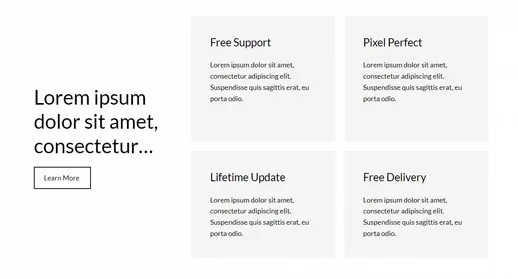 Lorem ipsum
dolor sit amet,
consectetur...
Learn More
Free Support
Lorem ipsum dolor sit amet,
consectetur adipiscing elit.
Suspendisse quis sagittis erat, eu
porta odio.
Pixel Perfect
Lorem ipsum dolor sit amet,
consectetur adipiscing elit.
Suspendisse quis sagittis erat, eu
porta odio.
Lifetime Update
Lorem ipsum dolor sit amet,
consectetur adipiscing elit.
Suspendisse quis sagittis erat, eu
porta odio.
Free Delivery
Lorem ipsum dolor sit amet,
consectetur adipiscing elit.
Suspendisse quis sagittis erat, eu
porta odio.